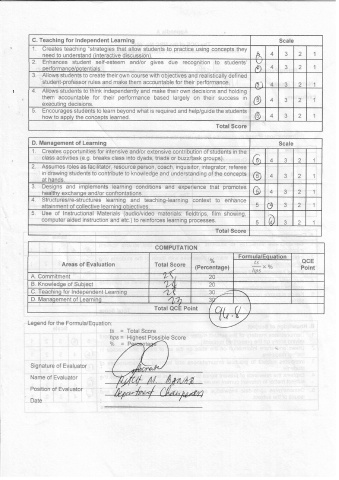 C. Teaching for Independent Learning Scale
1. Creates teaching strategies that allow students to practice using concepts they need to understand (interactive discussion). 5 4 3 2 1
2. Enhances student self-esteem and/or gives due recognition to students' performance/potentials. 5 4 3 2 1
3. Allows students to create their own course with objectives and realistically defined student-professor rules and make them accountable for their performance. 5 4 3 2 1
4. Allows students to think independently and make their own decisions and holding them accountable for their performance based largely on their success in executing decisions. 5 4 3 2 1
5. Encourages students to learn beyond what is required and help/guide the students how to apply the concepts learned. 5 4 3 2 1
Total Score
D. Management of Learning Scale
1. Creates opportunities for intensive and/or extensive contribution of students in the class activities (e.g. breaks class into dyads, triads or buzz/task groups). 5 4 3 2 1
2. Assumes roles as facilitator, resource person, coach, inquisitor, integrator, referee in drawing students to contribute to knowledge and understanding of the concepts at hands. 5 4 3 2 1
3. Designs and implements learning conditions and experience that promotes healthy exchange and/or confrontations. 5 4 3 2 1
4. Structures/re-structures learning and teaching-learning context to enhance attainment of collective learning objectives. 5 4 3 2 1
5. Use of Instructional Materials (audio/video materials: fieldtrips, film showing, computer aided instruction and etc.) to reinforces learning processes. 5 4 3 2 1
Total Score
COMPUTATION
Areas of Evaluation Total Score % (Percentage) Formula/Equation ts/hps × % QCE Point
A. Commitment 25 20
B. Knowledge of Subject 20
C. Teaching for Independent Learning 30
D. Management of Learning 23 30
Total QCE Point 94.8
Legend for the Formula/Equation:
ts = Total Score
hps = Highest Possible Score
% = Percentage
Signature of Evaluator
Name of Evaluator
Position of Evaluator Department Chairperson
Date